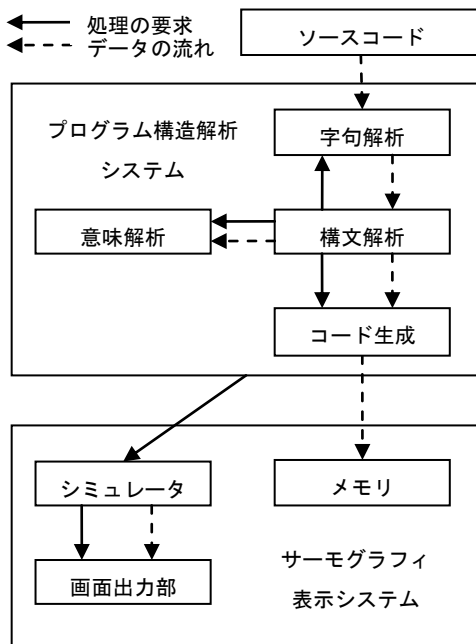 処理の要求
データの流れ
ソースコード
プログラム構造解析
システム
字句解析
意味解析
構文解析
コード生成
シミュレータ
メモリ
画面出力部
サーモグラフィ
表示システム